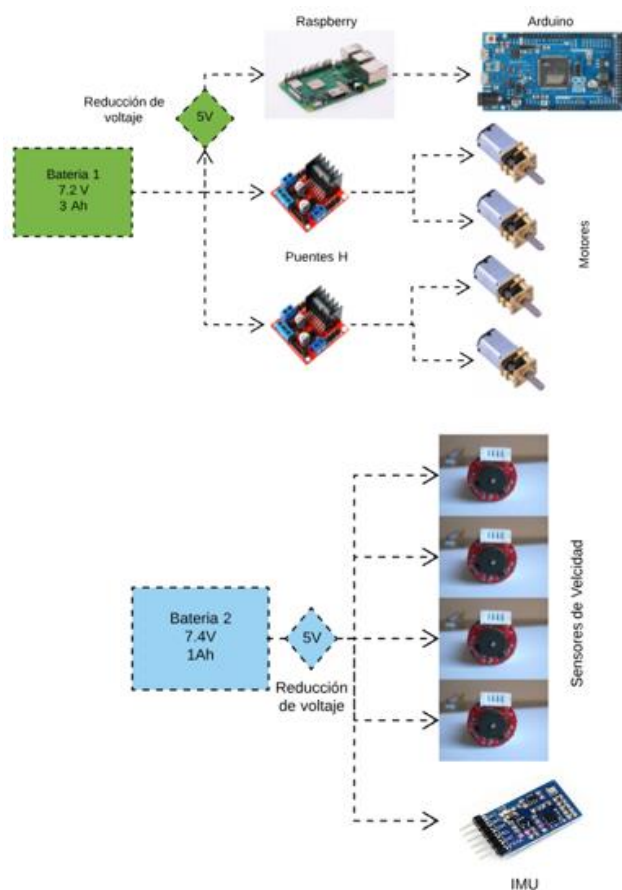 Raspberry
Arduino
Reducción de
voltaje
5V
Bateria 1
7.2 V
3 Ah
Puentes H
Motores
Bateria 2
7.4V
1Ah
5V
Reducción
de voltaje
Sensores de Velcidad
IMU